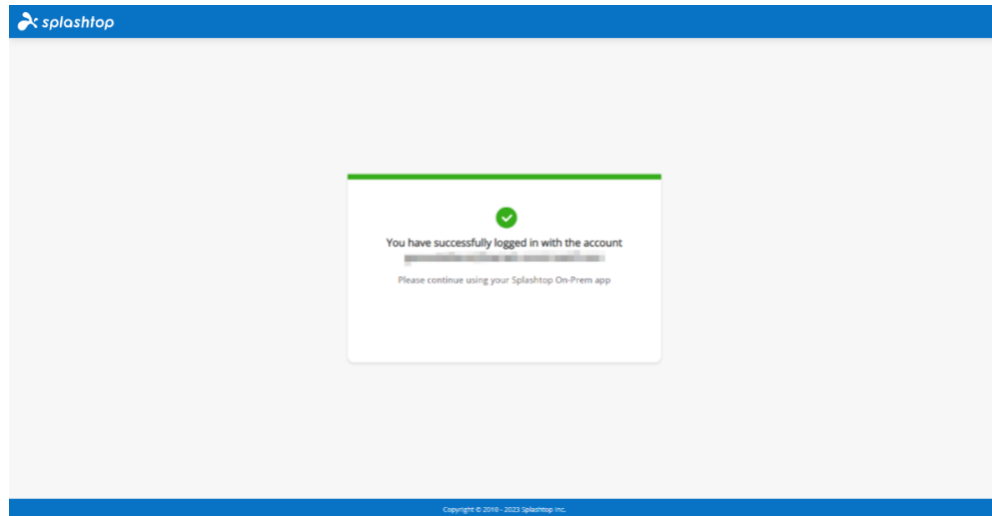 splashtop
You have successfully logged in with the account
Please continue using your Splashtop On-Prem app
Copyright © 2010 - 2023 Splashtop Inc.